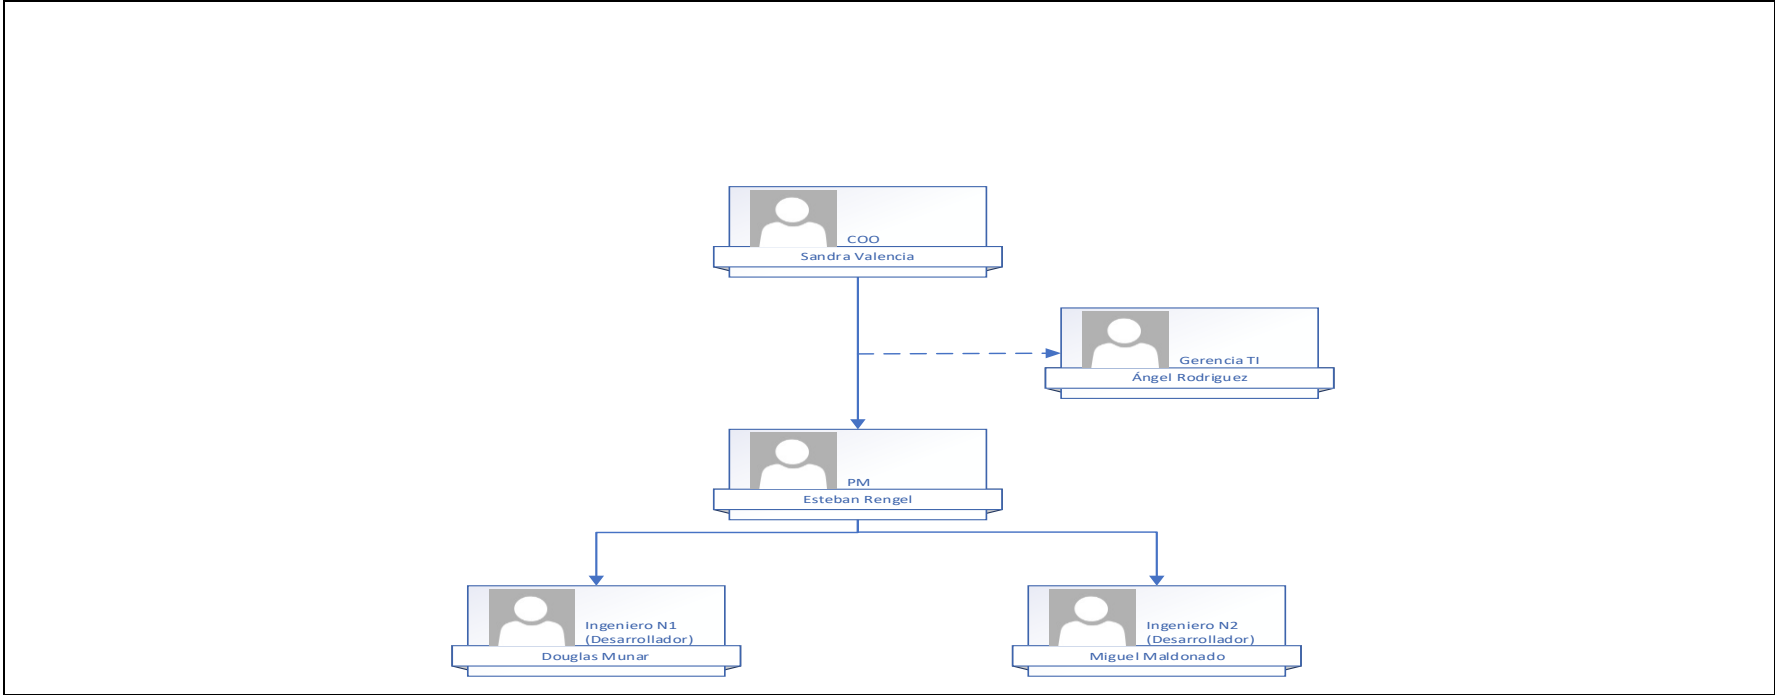 COO
Sandra Valencia
Gerencia TI
Ángel Rodriguez
PM
Esteban Rengel
Ingeniero N1
(Desarrollador)
Douglas Munar
Ingeniero N2
(Desarrollador)
Miguel Maldonado